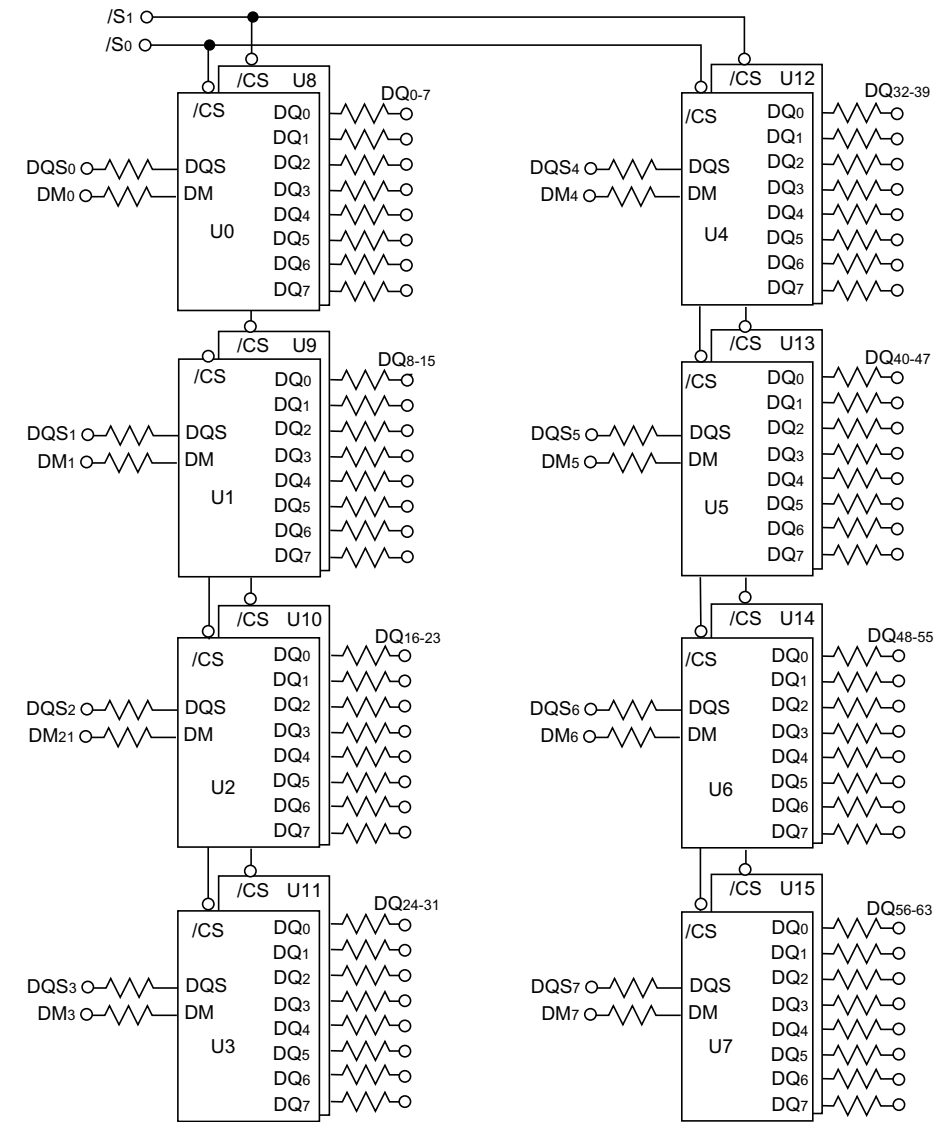 /S1
/S0
/CS U8
/CS
DQ0-7
DQ0
DQ1
DQ2
DQ3
DQ4
DQ5
DQ6
DQ7
DQS0
DQS
DM0
DM
U0
/CS U9
/CS
DQ8-15
DQ0
DQ1
DQ2
DQ3
DQ4
DQ5
DQ6
DQ7
DQS1
DQS
DM1
DM
U1
/CS U10
/CS
DQ16-23
DQ0
DQ1
DQ2
DQ3
DQ4
DQ5
DQ6
DQ7
DQS2
DQS
DM21
DM
U2
/CS U11
/CS
DQ24-31
DQ0
DQ1
DQ2
DQ3
DQ4
DQ5
DQ6
DQ7
DQS3
DQS
DM3
DM
U3
/CS U12
/CS
DQ32-39
DQ0
DQ1
DQ2
DQ3
DQ4
DQ5
DQ6
DQ7
DQS4
DQS
DM4
DM
U4
/CS U13
/CS
DQ40-47
DQ0
DQ1
DQ2
DQ3
DQ4
DQ5
DQ6
DQ7
DQS5
DQS
DM5
DM
U5
/CS U14
/CS
DQ48-55
DQ0
DQ1
DQ2
DQ3
DQ4
DQ5
DQ6
DQ7
DQS6
DQS
DM6
DM
U6
/CS U15
/CS
DQ56-63
DQ0
DQ1
DQ2
DQ3
DQ4
DQ5
DQ6
DQ7
DQS7
DQS
DM7
DM
U7